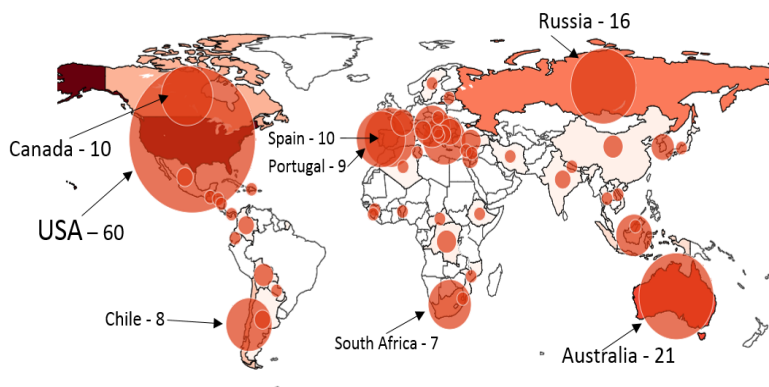 Russia - 16
Canada - 10
Spain - 10
Portugal - 9
USA – 60
Chile - 8
South Africa - 7
Australia - 21